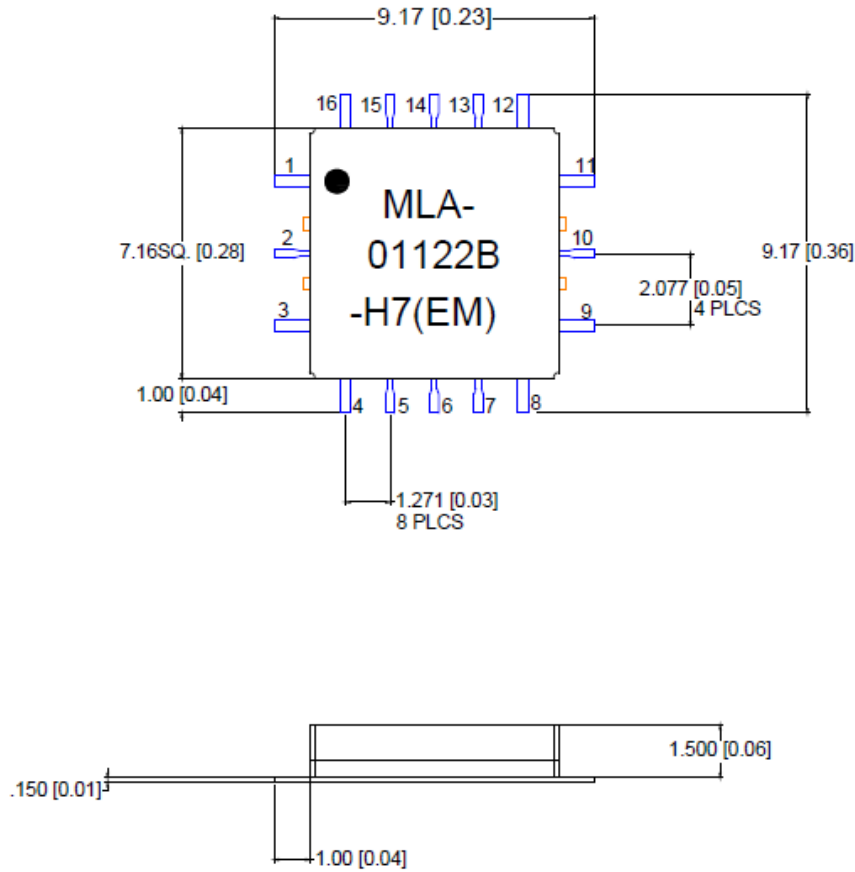 9.17 [0.23]
16 15 14 13 12
1 11
MLA-
01122B
-H7(EM)
7.16SQ. [0.28]
2 10
9.17 [0.36]
2.077 [0.05]
4 PLCS
3 9
1.00 [0.04]
4 5 6 7 8
1.271 [0.03]
8 PLCS
1.500 [0.06]
.150 [0.01]
1.00 [0.04]